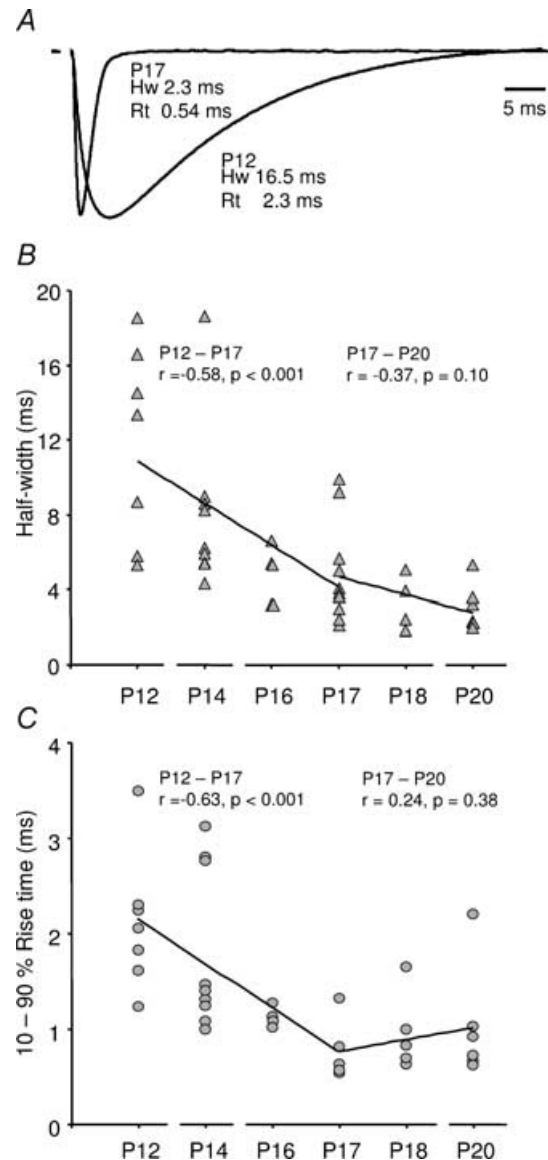 A
P17
Hw 2.3 ms
Rt 0.54 ms
5 ms
P12
Hw 16.5 ms
Rt 2.3 ms
B
20
16
12
8
4
0
Half-width (ms)
P12 – P17
r =-0.58, p < 0.001
P17 – P20
r = -0.37, p = 0.10
P12 P14 P16 P17 P18 P20
C
4
3
2
1
0
10 – 90 % Rise time (ms)
P12 – P17
r =-0.63, p < 0.001
P17 – P20
r = 0.24, p = 0.38
P12 P14 P16 P17 P18 P20